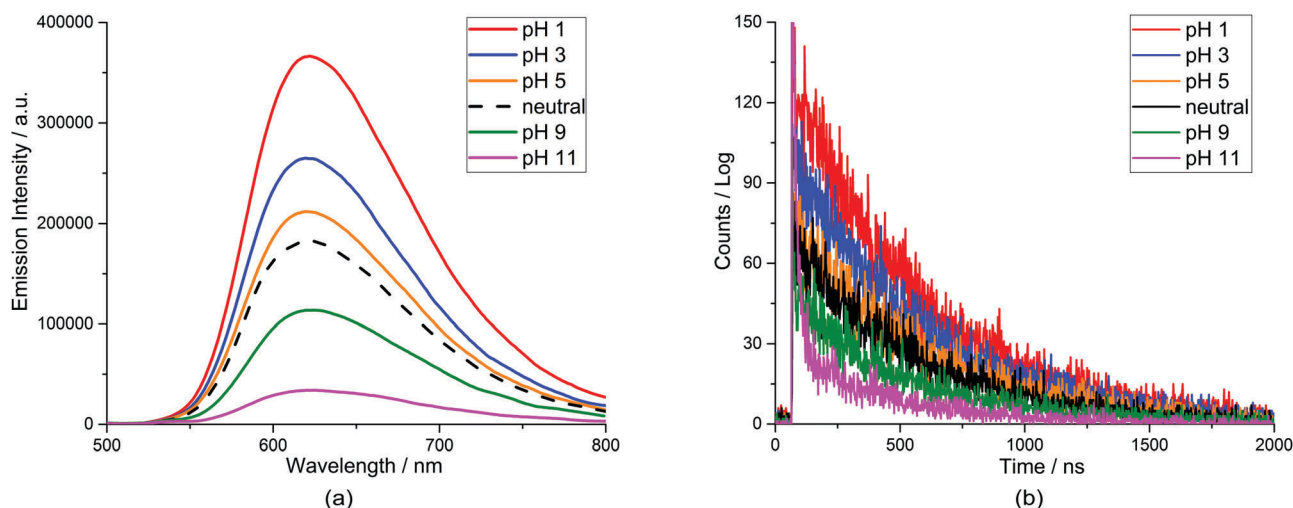 400000
300000
200000
100000
0
Emission Intensity / a.u.
500
600
700
800
Wavelength / nm
pH 1
pH 3
pH 5
neutral
pH 9
pH 11
(a)
150
120
90
60
30
0
Counts / Log
0
500
1000
1500
2000
Time / ns
pH 1
pH 3
pH 5
neutral
pH 9
pH 11
(b)